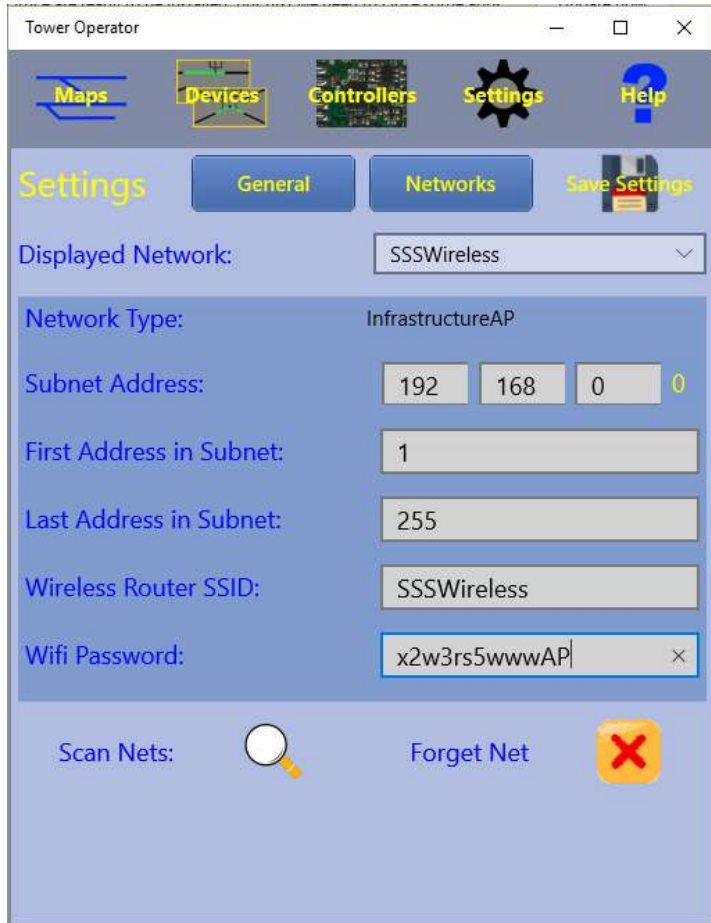 Tower Operator
Maps Devices Controllers Settings Help
Settings General Networks Save Settings
Displayed Network: SSSWireless
Network Type: InfrastructureAP
Subnet Address: 192 168 0 0
First Address in Subnet: 1
Last Address in Subnet: 255
Wireless Router SSID: SSSWireless
Wifi Password: x2w3rs5wwwAP
Scan Nets: Forget Net